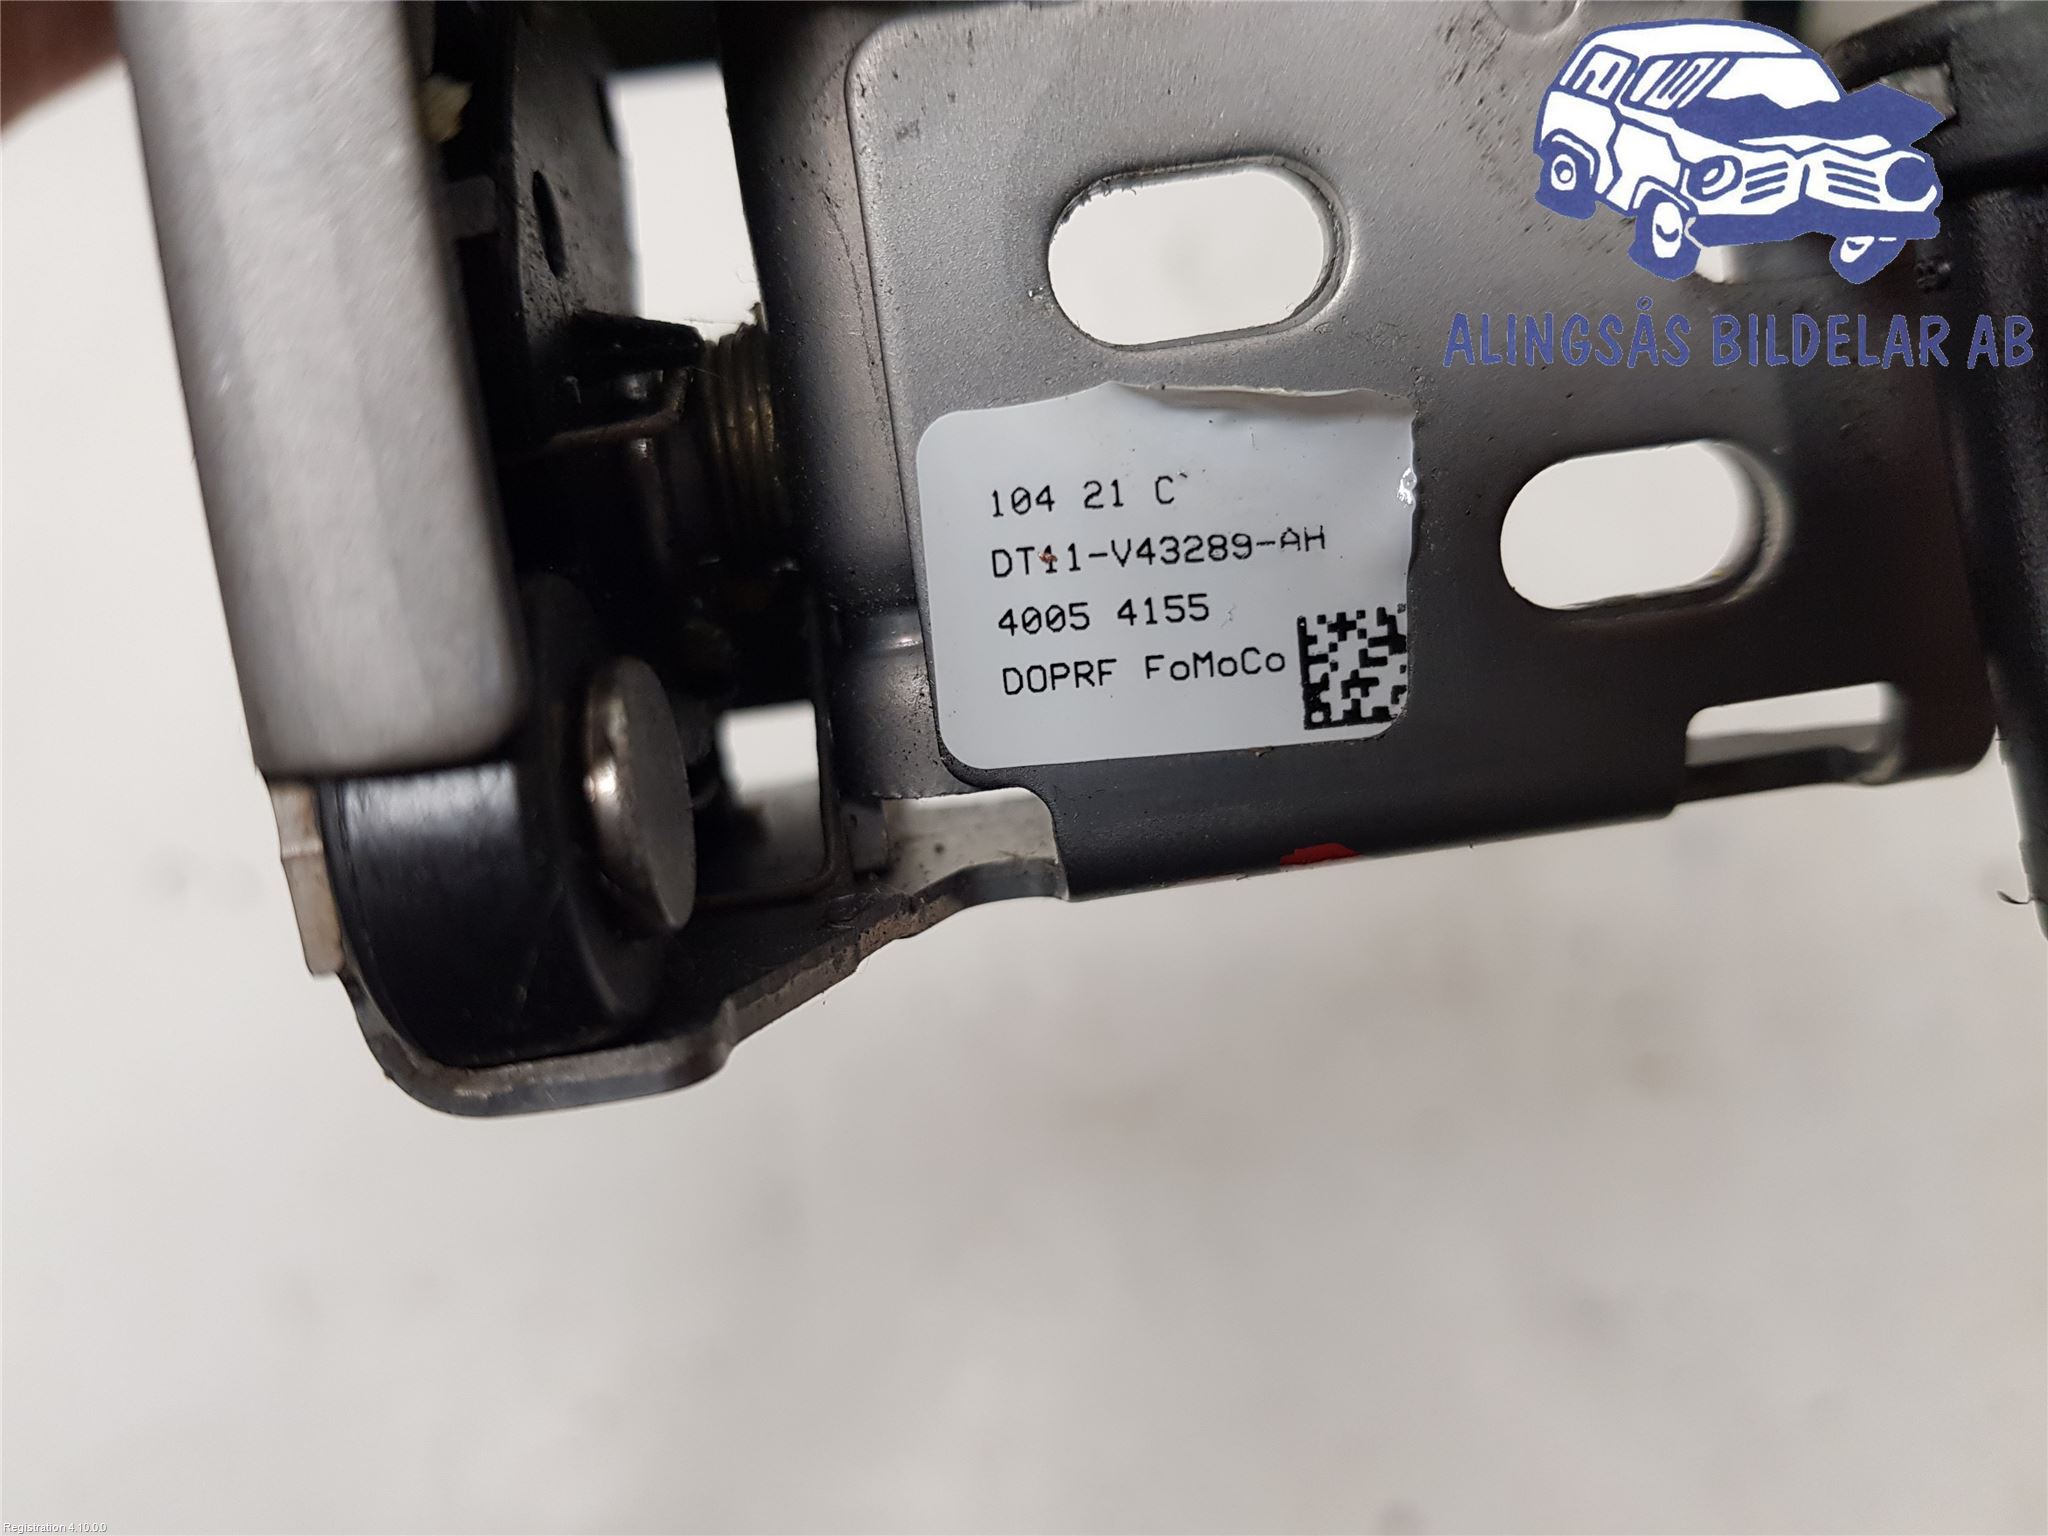 ALINGSÅS BILDELAR AB
104 21 C
DT11-V43289-AH
4005 4155
DOPRF FoMoCo
Registration 4.10.0.0